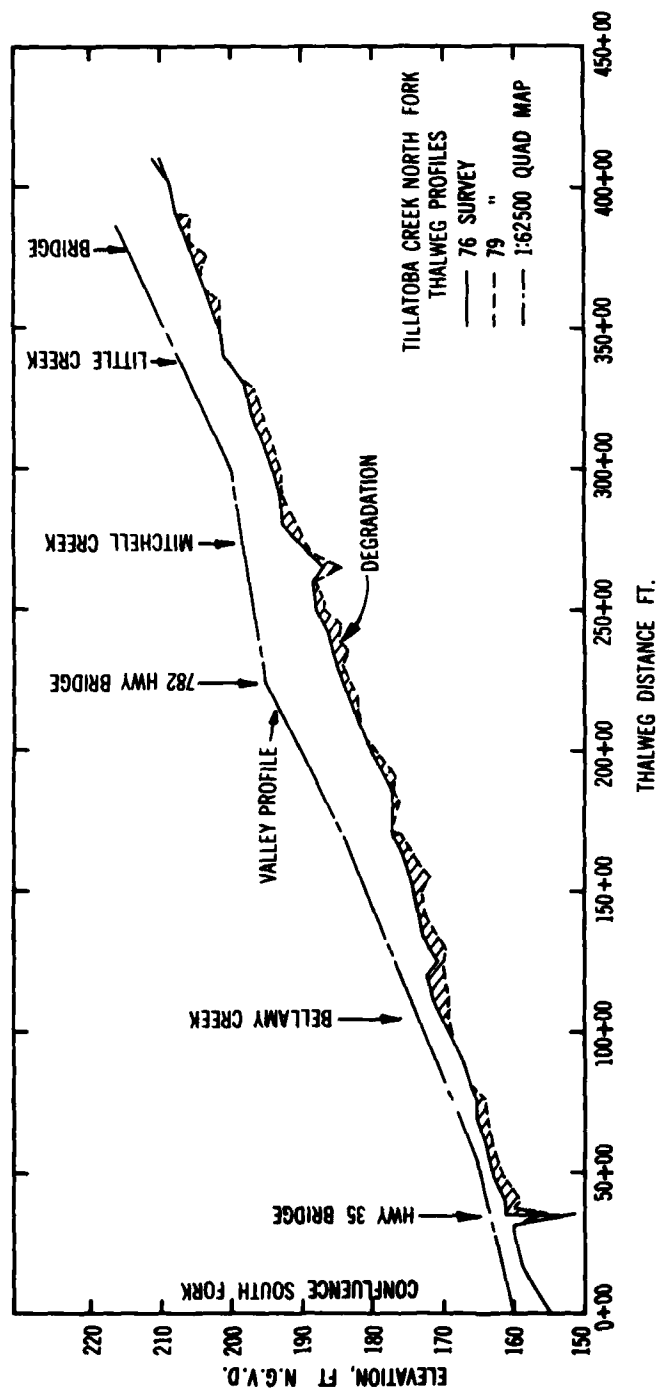 TILLATOBA CREEK NORTH FORK
THALWEG PROFILES
76 SURVEY
79 "
1:62500 QUAD MAP
BRIDGE
LITTLE CREEK
MITCHELL CREEK
782 HWY BRIDGE
VALLEY PROFILE
DEGRADATION
BELLAMY CREEK
HWY 35 BRIDGE
CONFLUENCE SOUTH FORK
ELEVATION, FT N.G.V.D.
220
210
200
190
180
170
160
150
0+00
50+00
100+00
150+00
200+00
250+00
300+00
350+00
400+00
450+00
THALWEG DISTANCE FT.